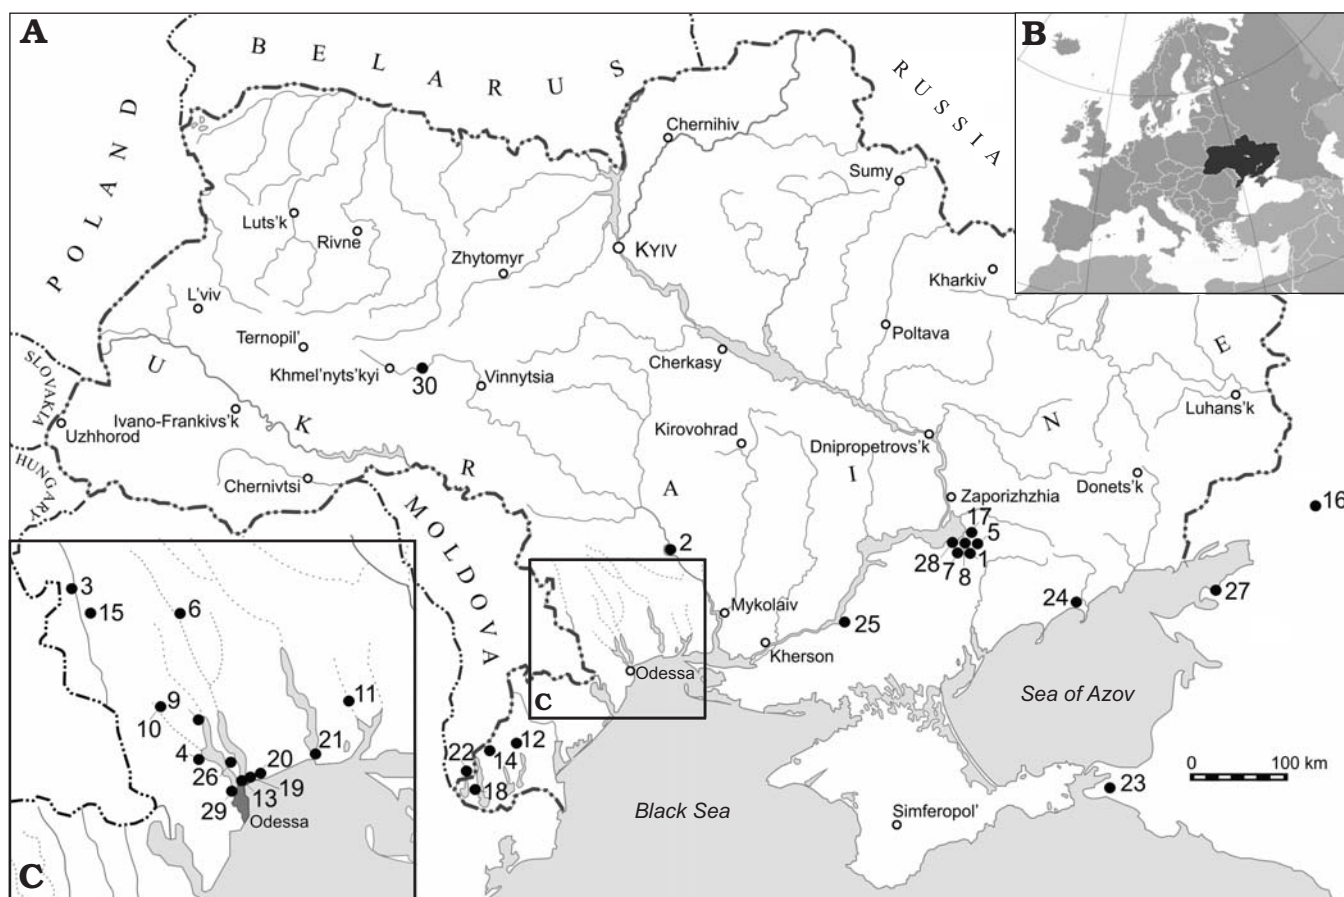 A
B
BELARUS
RUSSIA
POLAND
Chernihiv
Sumy
Luts'k
Rivne
KYIV
Zhytomyr
Kharkiv
L'viv
Ternopil'
Poltava
Cherkasy
Khmel'nyts'kyi
30
Vinnytsia
SLOVAKIA
UKRAINE
Luhans'k
Ivano-Frankivs'k
Uzhhorod
Kirovohrad
Dnipropetrovs'k
HUNGARY
Chernivtsi
MOLDOVA
Donets'k
Zaporizhzhia
16
17
5
2
28
7
8
1
3
15
6
Mykolaiv
24
27
25
Kherson
Odessa
C
Sea of Azov
9
10
11
12
14
22
18
4
26
20
21
19
13
29
Odessa
0
100 km
23
Black Sea
Simferopol'
C